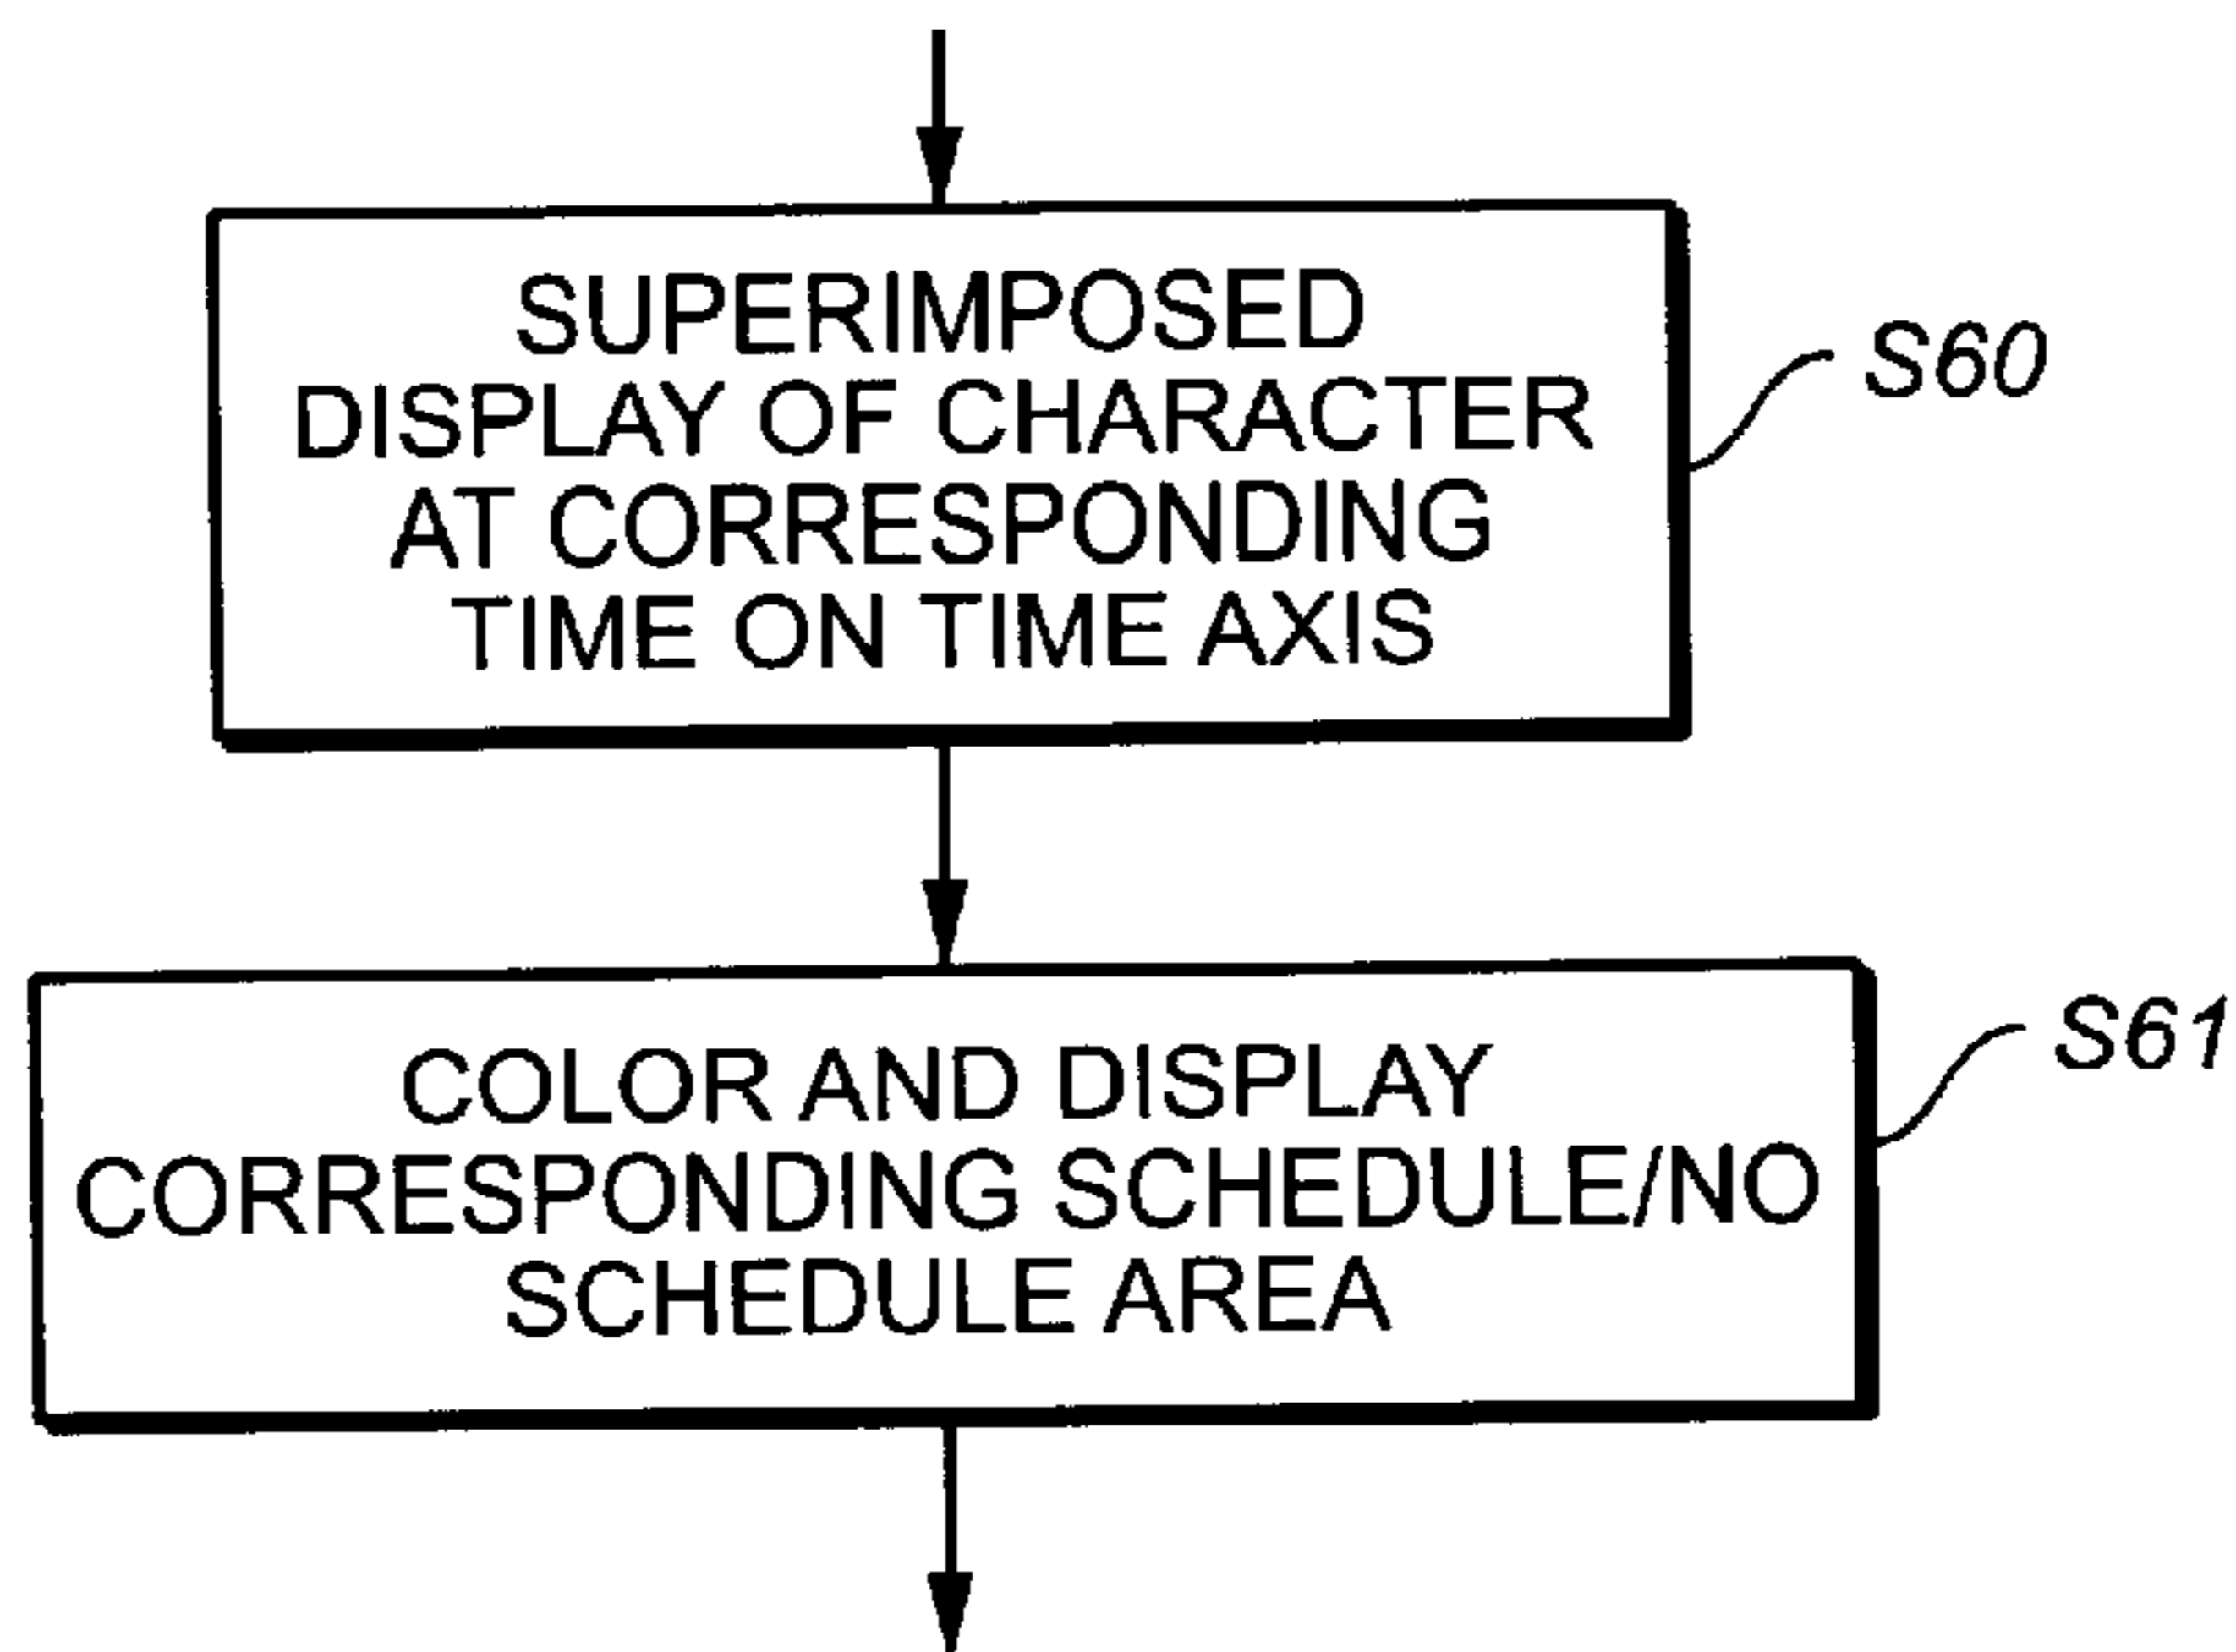 SUPERIMPOSED
DISPLAY OF CHARACTER
AT CORRESPONDING
TIME ON TIME AXIS
S60
COLOR AND DISPLAY
CORRESPONDING SCHEDULE/NO
SCHEDULE AREA
S61